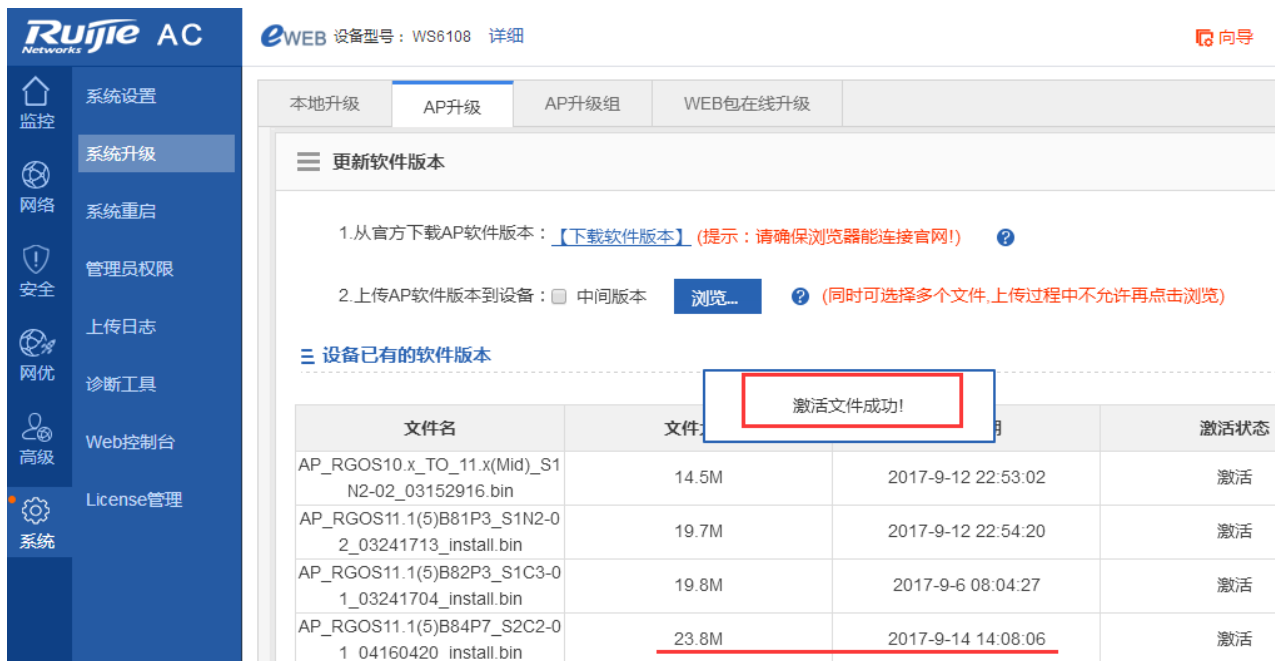 Ruijie AC
Networks
eWEB 设备型号：WS6108 详细
向导
监控
网络
安全
网优
高级
系统
系统设置
系统升级
系统重启
管理员权限
上传日志
诊断工具
Web控制台
License管理
本地升级 AP升级 AP升级组 WEB包在线升级
更新软件版本
1.从官方下载AP软件版本：【下载软件版本】 (提示：请确保浏览器能连接官网!)
2.上传AP软件版本到设备： 中间版本 浏览... (同时可选择多个文件,上传过程中不允许再点击浏览)
设备已有的软件版本
激活文件成功!
文件名 文件 激活状态
AP_RGOS10.x_TO_11.x(Mid)_S1
N2-02_03152916.bin 14.5M 2017-9-12 22:53:02 激活
AP_RGOS11.1(5)B81P3_S1N2-0
2_03241713_install.bin 19.7M 2017-9-12 22:54:20 激活
AP_RGOS11.1(5)B82P3_S1C3-0
1_03241704_install.bin 19.8M 2017-9-6 08:04:27 激活
AP_RGOS11.1(5)B84P7_S2C2-0
1_04160420_install.bin 23.8M 2017-9-14 14:08:06 激活